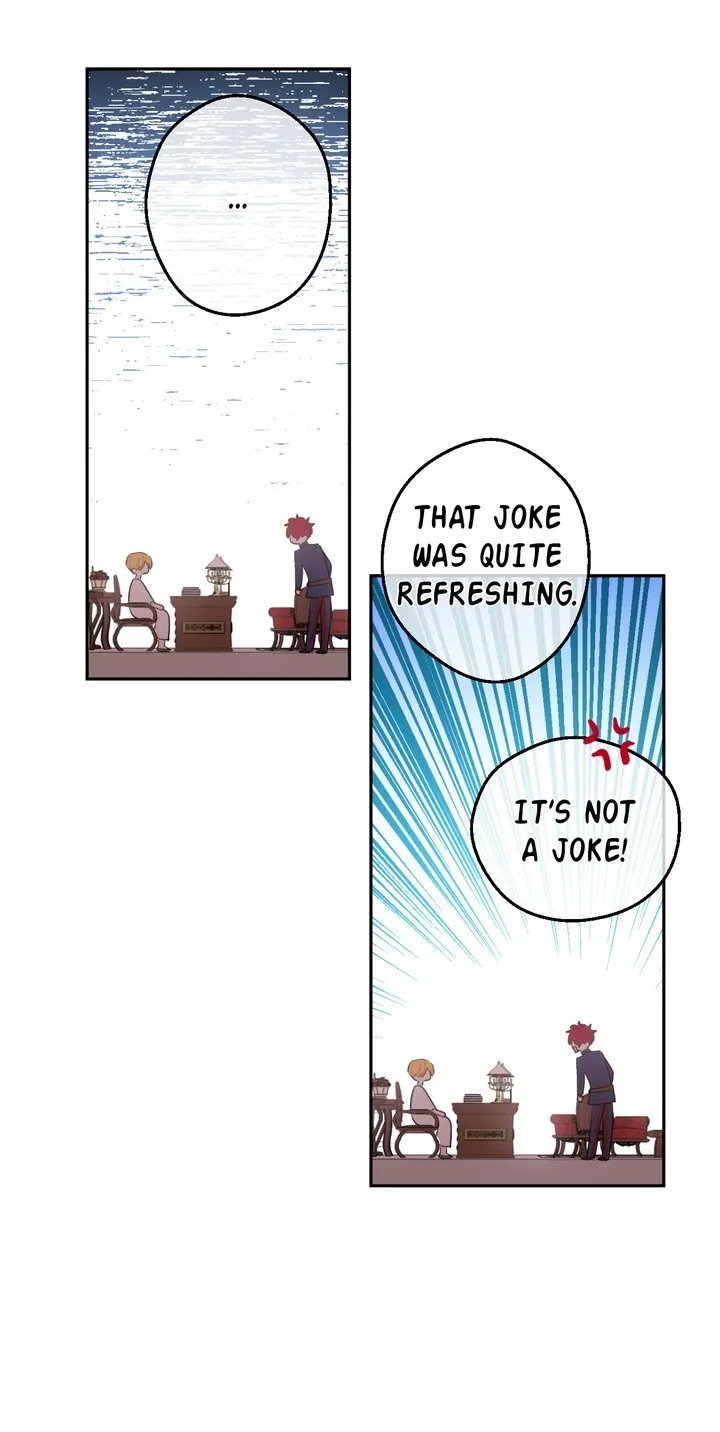 ...
THAT JOKE
WAS QUITE
REFRESHING.
IT'S NOT
A JOKE!